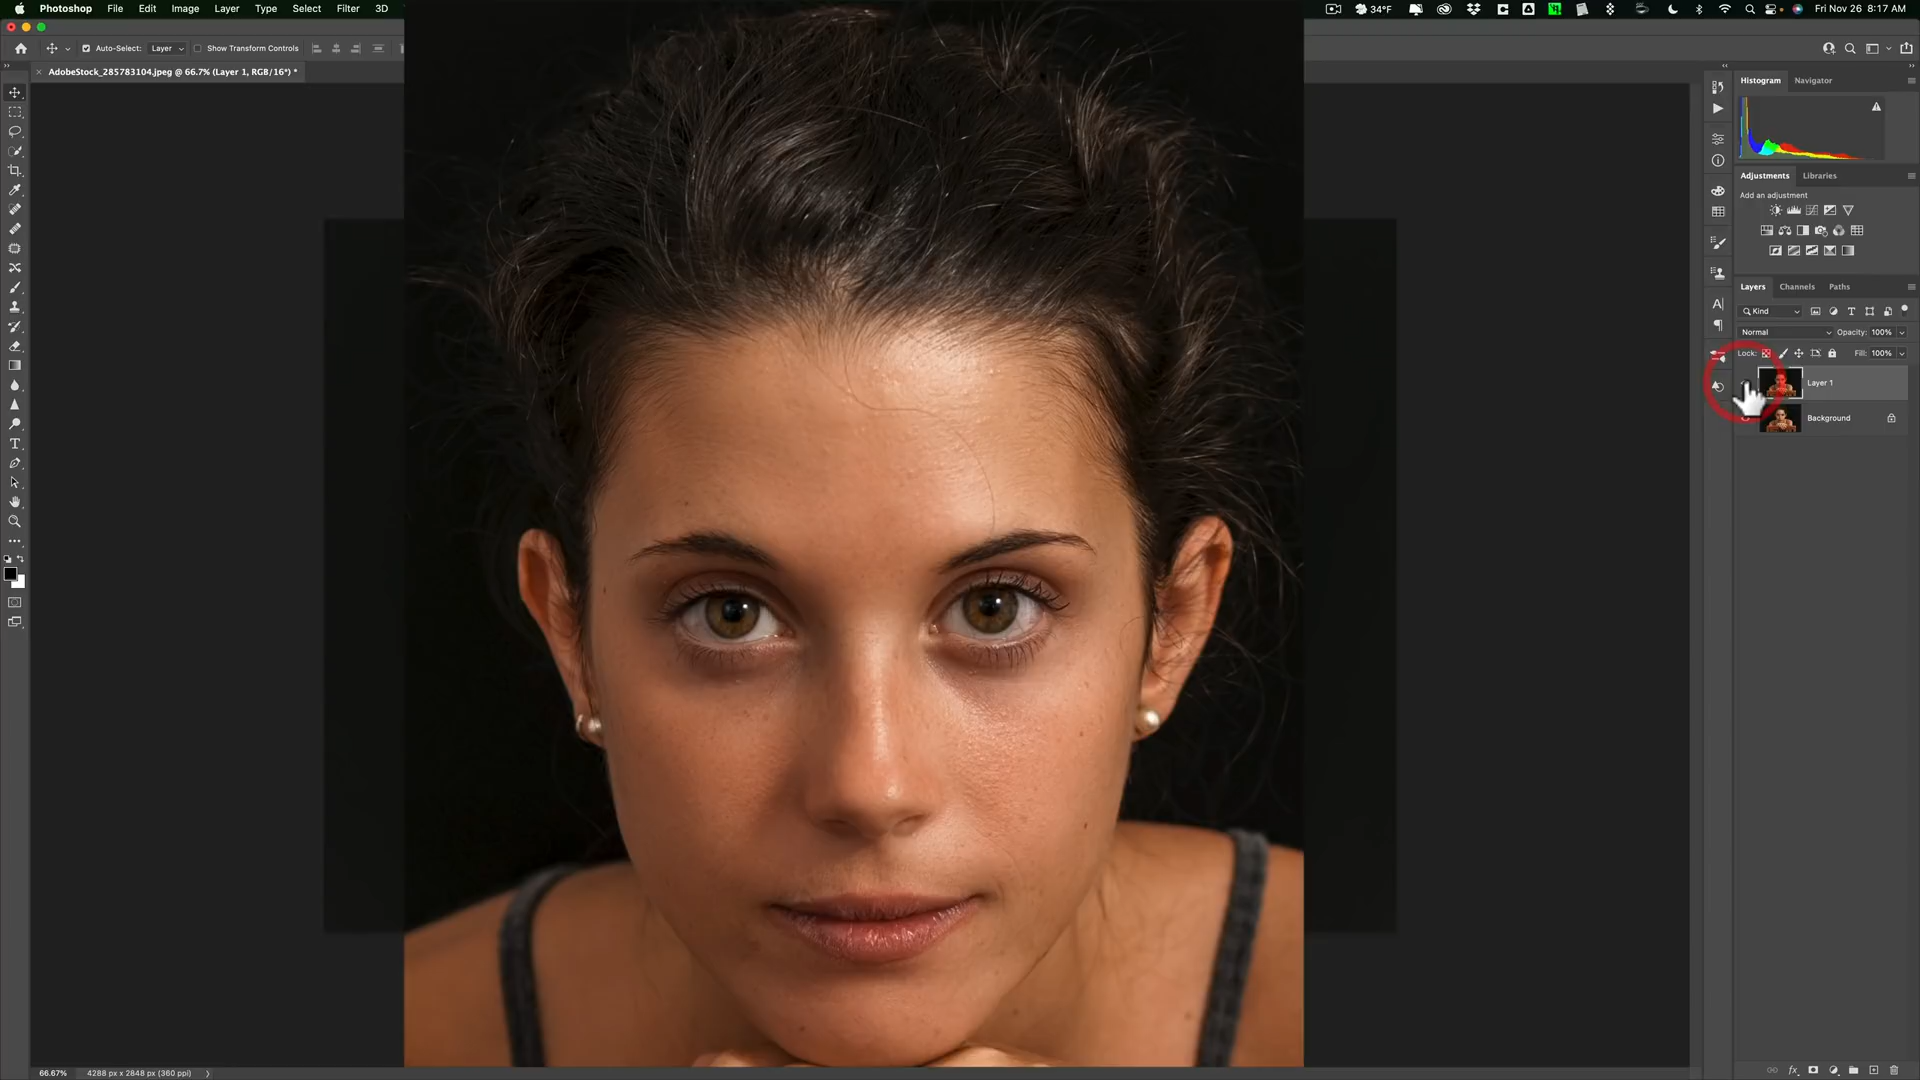 Photoshop File Edit Image Layer Type Select Filter 3D 34°F Fri Nov 26 8:17 AM
Auto-Select: Layer Show Transform Controls
AdobeStock_285783104.jpeg @ 66.7% (Layer 1, RGB/16*) *
Histogram Navigator
Adjustments Libraries
Add an adjustment
Layers Channels Paths
Kind
Normal Opacity: 100%
Lock: Fill: 100%
Layer 1
Background
66.67% 4288 px x 2848 px (360 ppi)